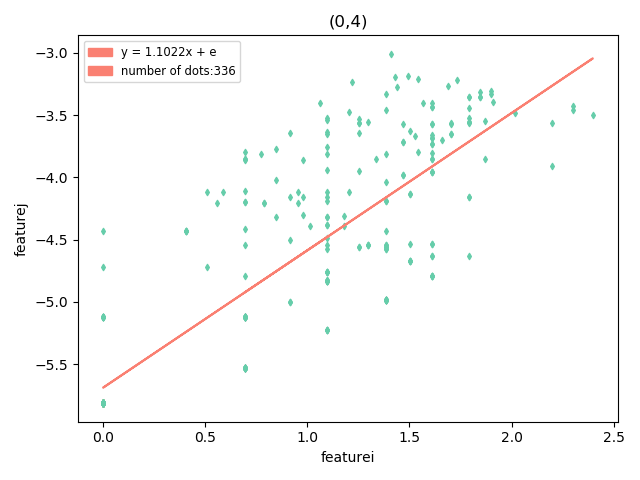 (0,4)
y = 1.1022x + e
number of dots:336
−3.0
−3.5
−4.0
−4.5
−5.0
−5.5
featurej
0.0 0.5 1.0 1.5 2.0 2.5
featurei